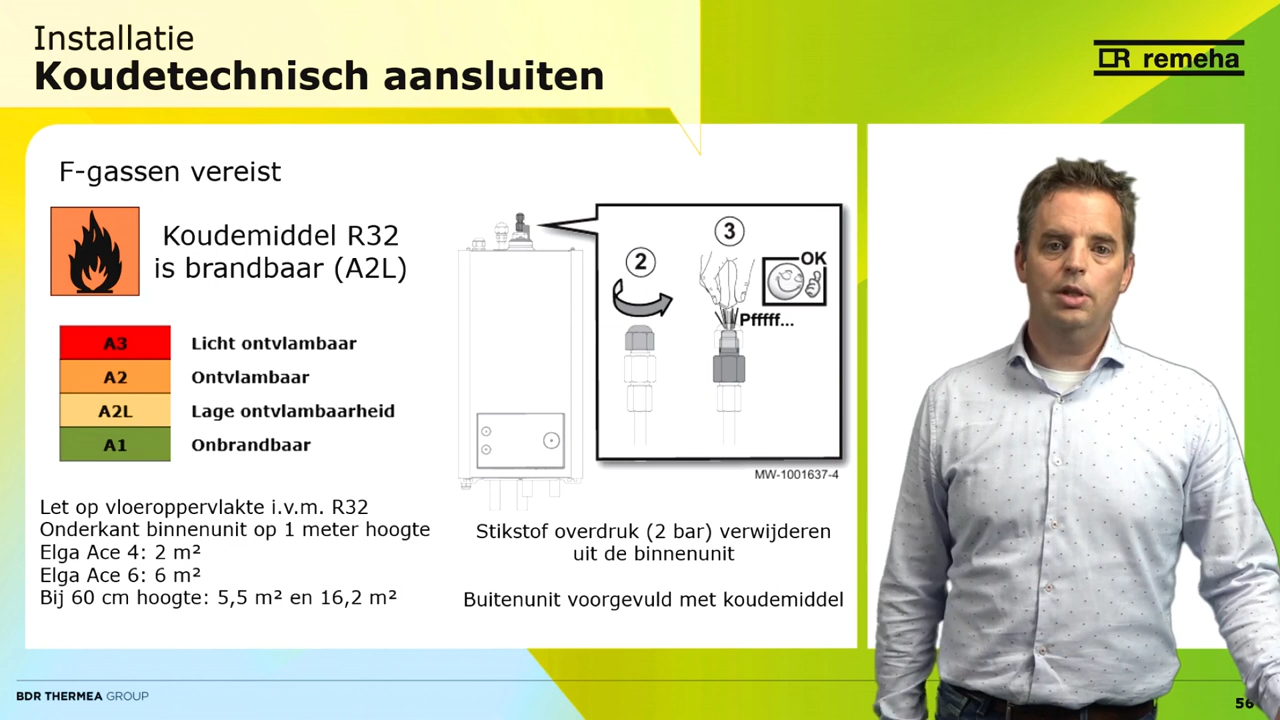 Installatie
Koudetechnisch aansluiten
remeha
F-gassen vereist
Koudemiddel R32
is brandbaar (A2L)
A3 Licht ontvlambaar
A2 Ontvlambaar
A2L Lage ontvlambaarheid
A1 Onbrandbaar
2
3
OK
Pfffff...
MW-1001637-4
Let op vloeroppervlakte i.v.m. R32
Onderkant binnenunit op 1 meter hoogte
Elga Ace 4: 2 m²
Elga Ace 6: 6 m²
Bij 60 cm hoogte: 5,5 m² en 16,2 m²
Stikstof overdruk (2 bar) verwijderen
uit de binnenunit
Buitenunit voorgevuld met koudemiddel
BDR THERMEA GROUP
56